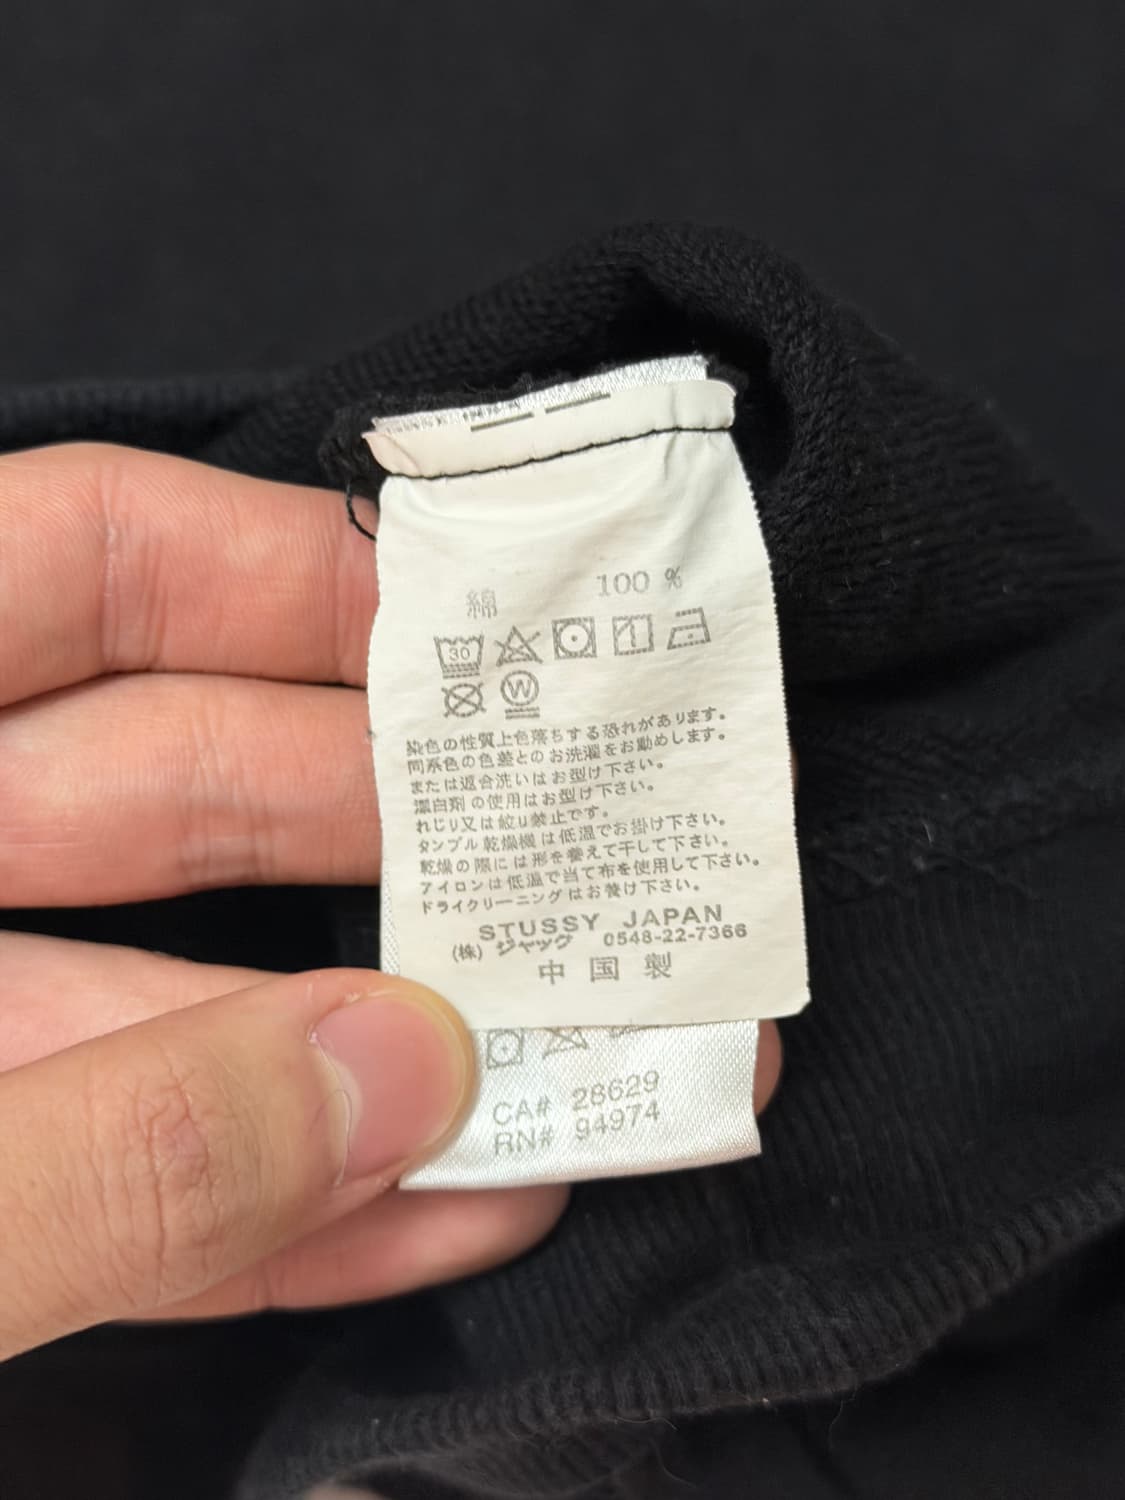 綿 100 %
30
W
染色の性質上色落ちする恐れがあります。
同系色の色差とのお洗濯をお勧めします。
または返合洗いはお型け下さい。
漂白剤の使用はお型け下さい。
れじり又は絞り禁止です。
タンブル乾燥機は低温でお掛け下さい。
乾燥の際には形を養えて干して下さい。
アイロンは低温で当て布を使用して下さい。
ドライクリーニングはお養け下さい。
STUSSY JAPAN
(株) ジャック 0548-22-7366
中国製
CA# 28629
RN# 94974